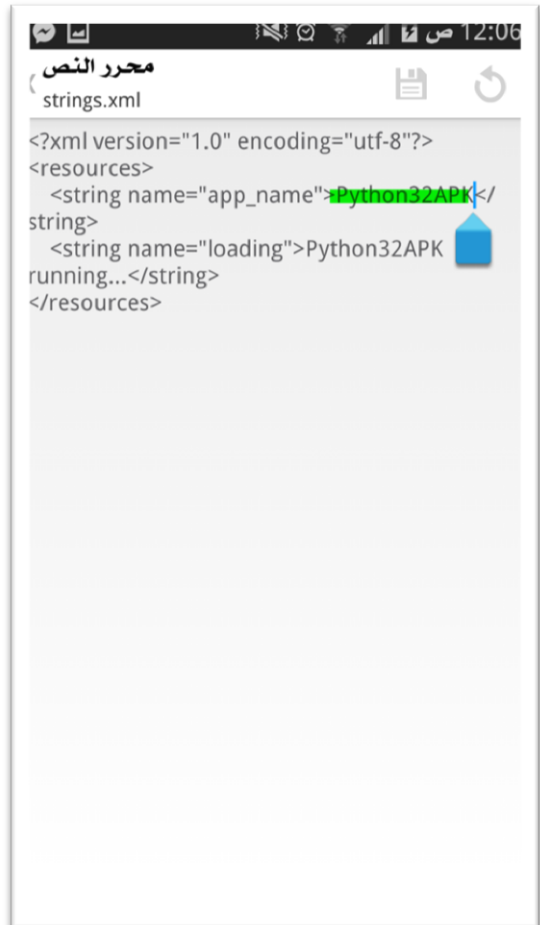 ص 12:06
محرر النص
strings.xml
<?xml version="1.0" encoding="utf-8"?>
<resources>
<string name="app_name">Python32APK</
string>
<string name="loading">Python32APK
running...</string>
</resources>